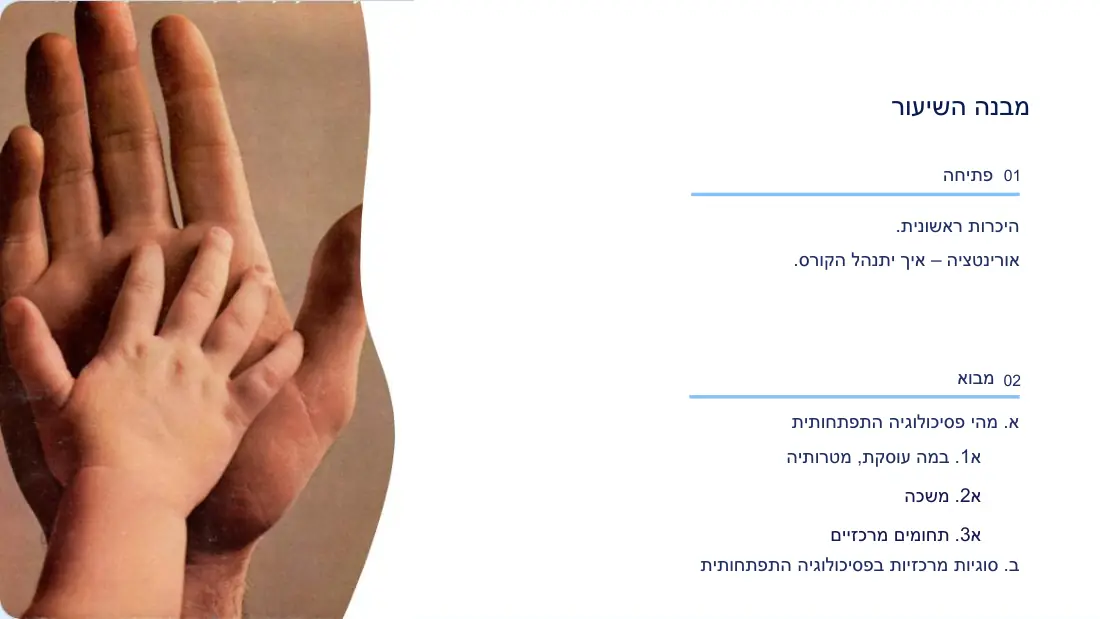 מבנה השיעור
01 פתיחה
היכרות ראשונית.
אורינטציה – איך יתנהל הקורס.
02 מבוא
א. מהי פסיכולוגיה התפתחותית
א1. במה עוסקת, מטרותיה
א2. משכה
א3. תחומים מרכזיים
ב. סוגיות מרכזיות בפסיכולוגיה התפתחותית